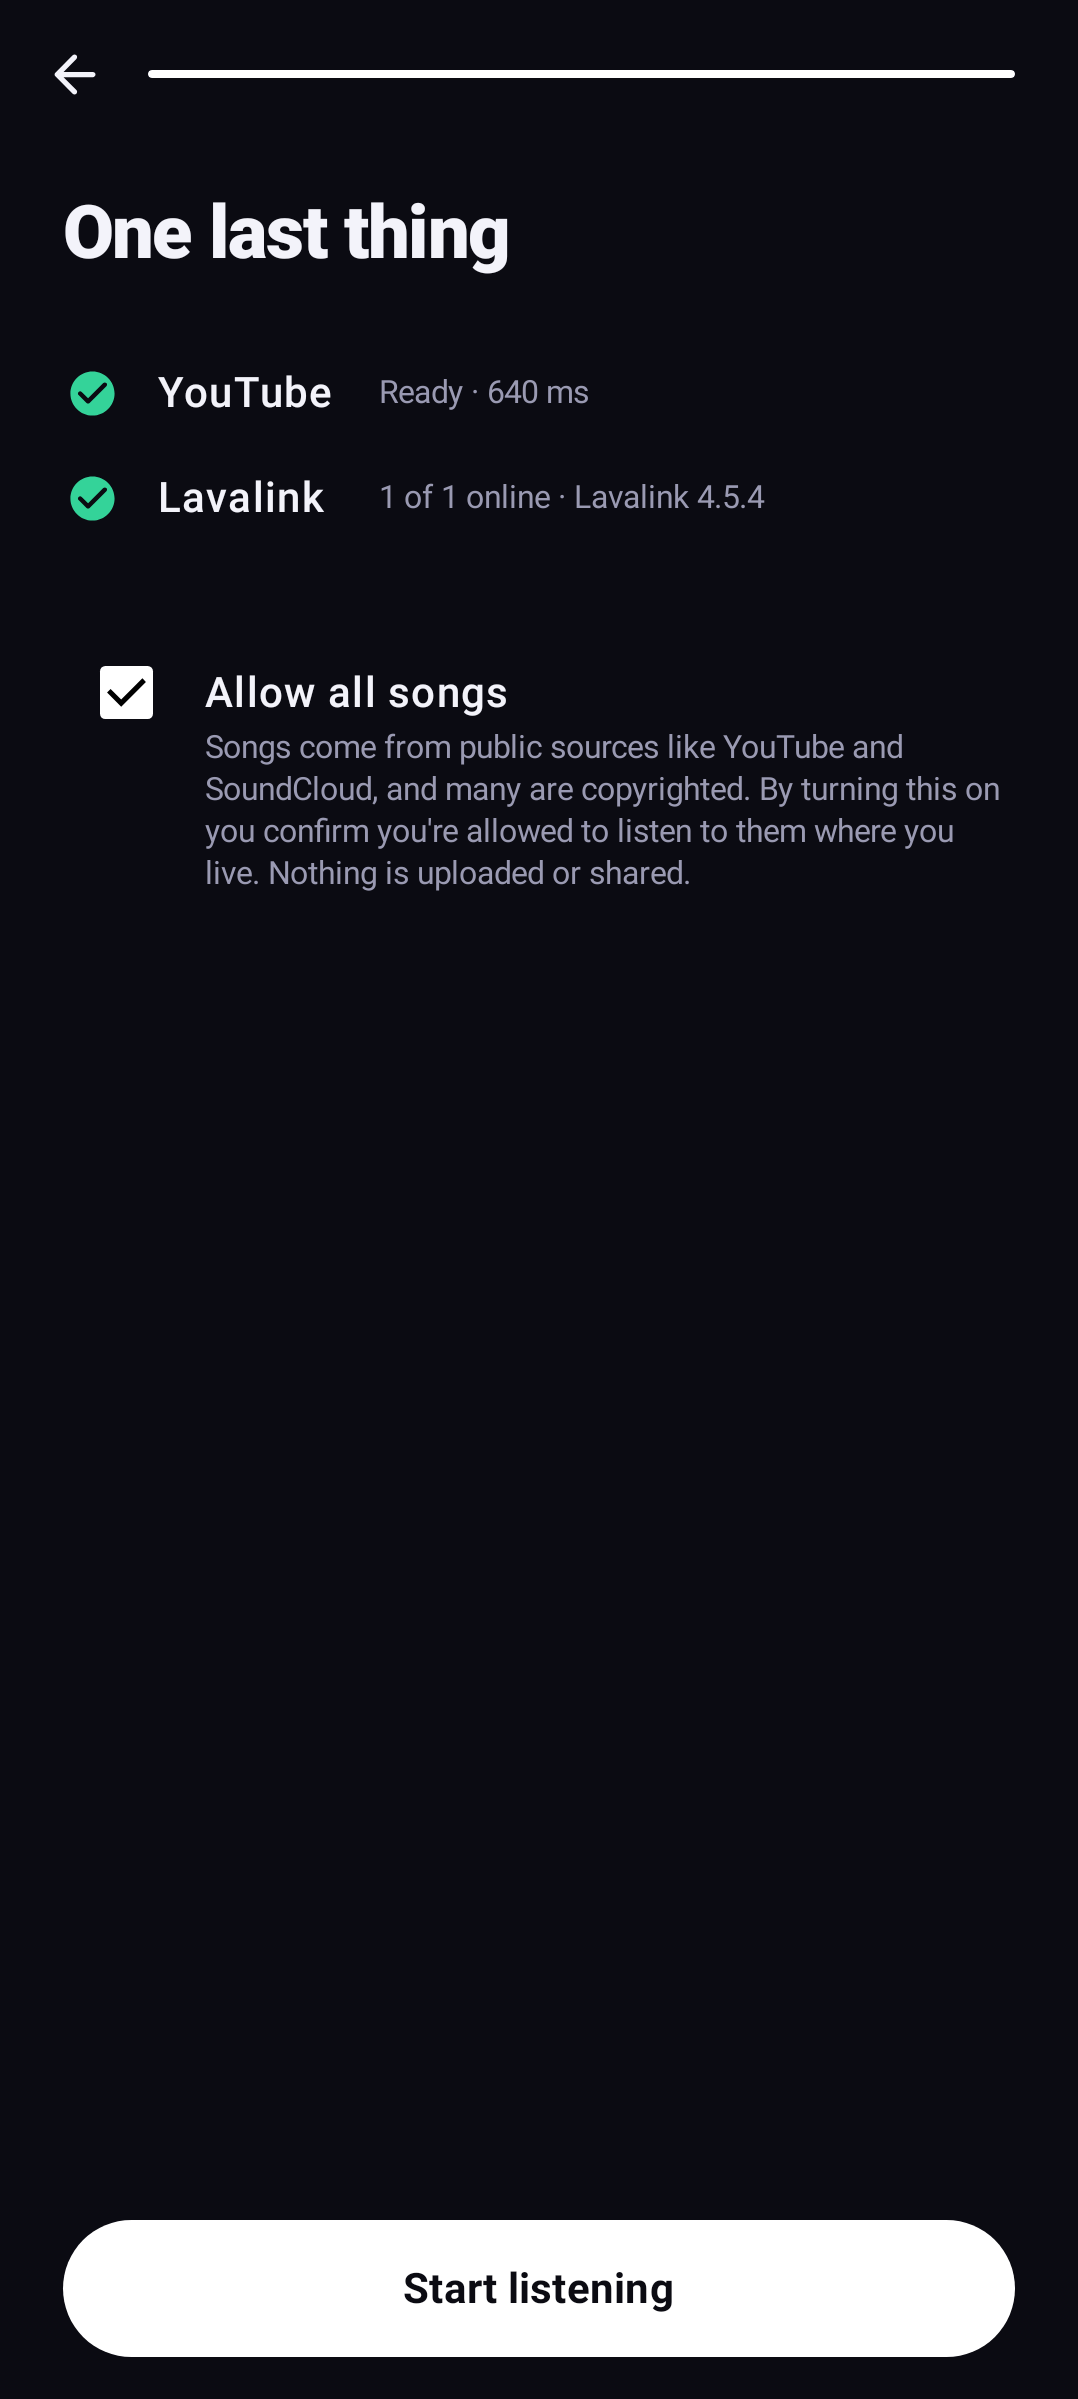 One last thing
YouTube Ready · 640 ms
Lavalink 1 of 1 online · Lavalink 4.5.4
Allow all songs
Songs come from public sources like YouTube and
SoundCloud, and many are copyrighted. By turning this on
you confirm you're allowed to listen to them where you
live. Nothing is uploaded or shared.
Start listening